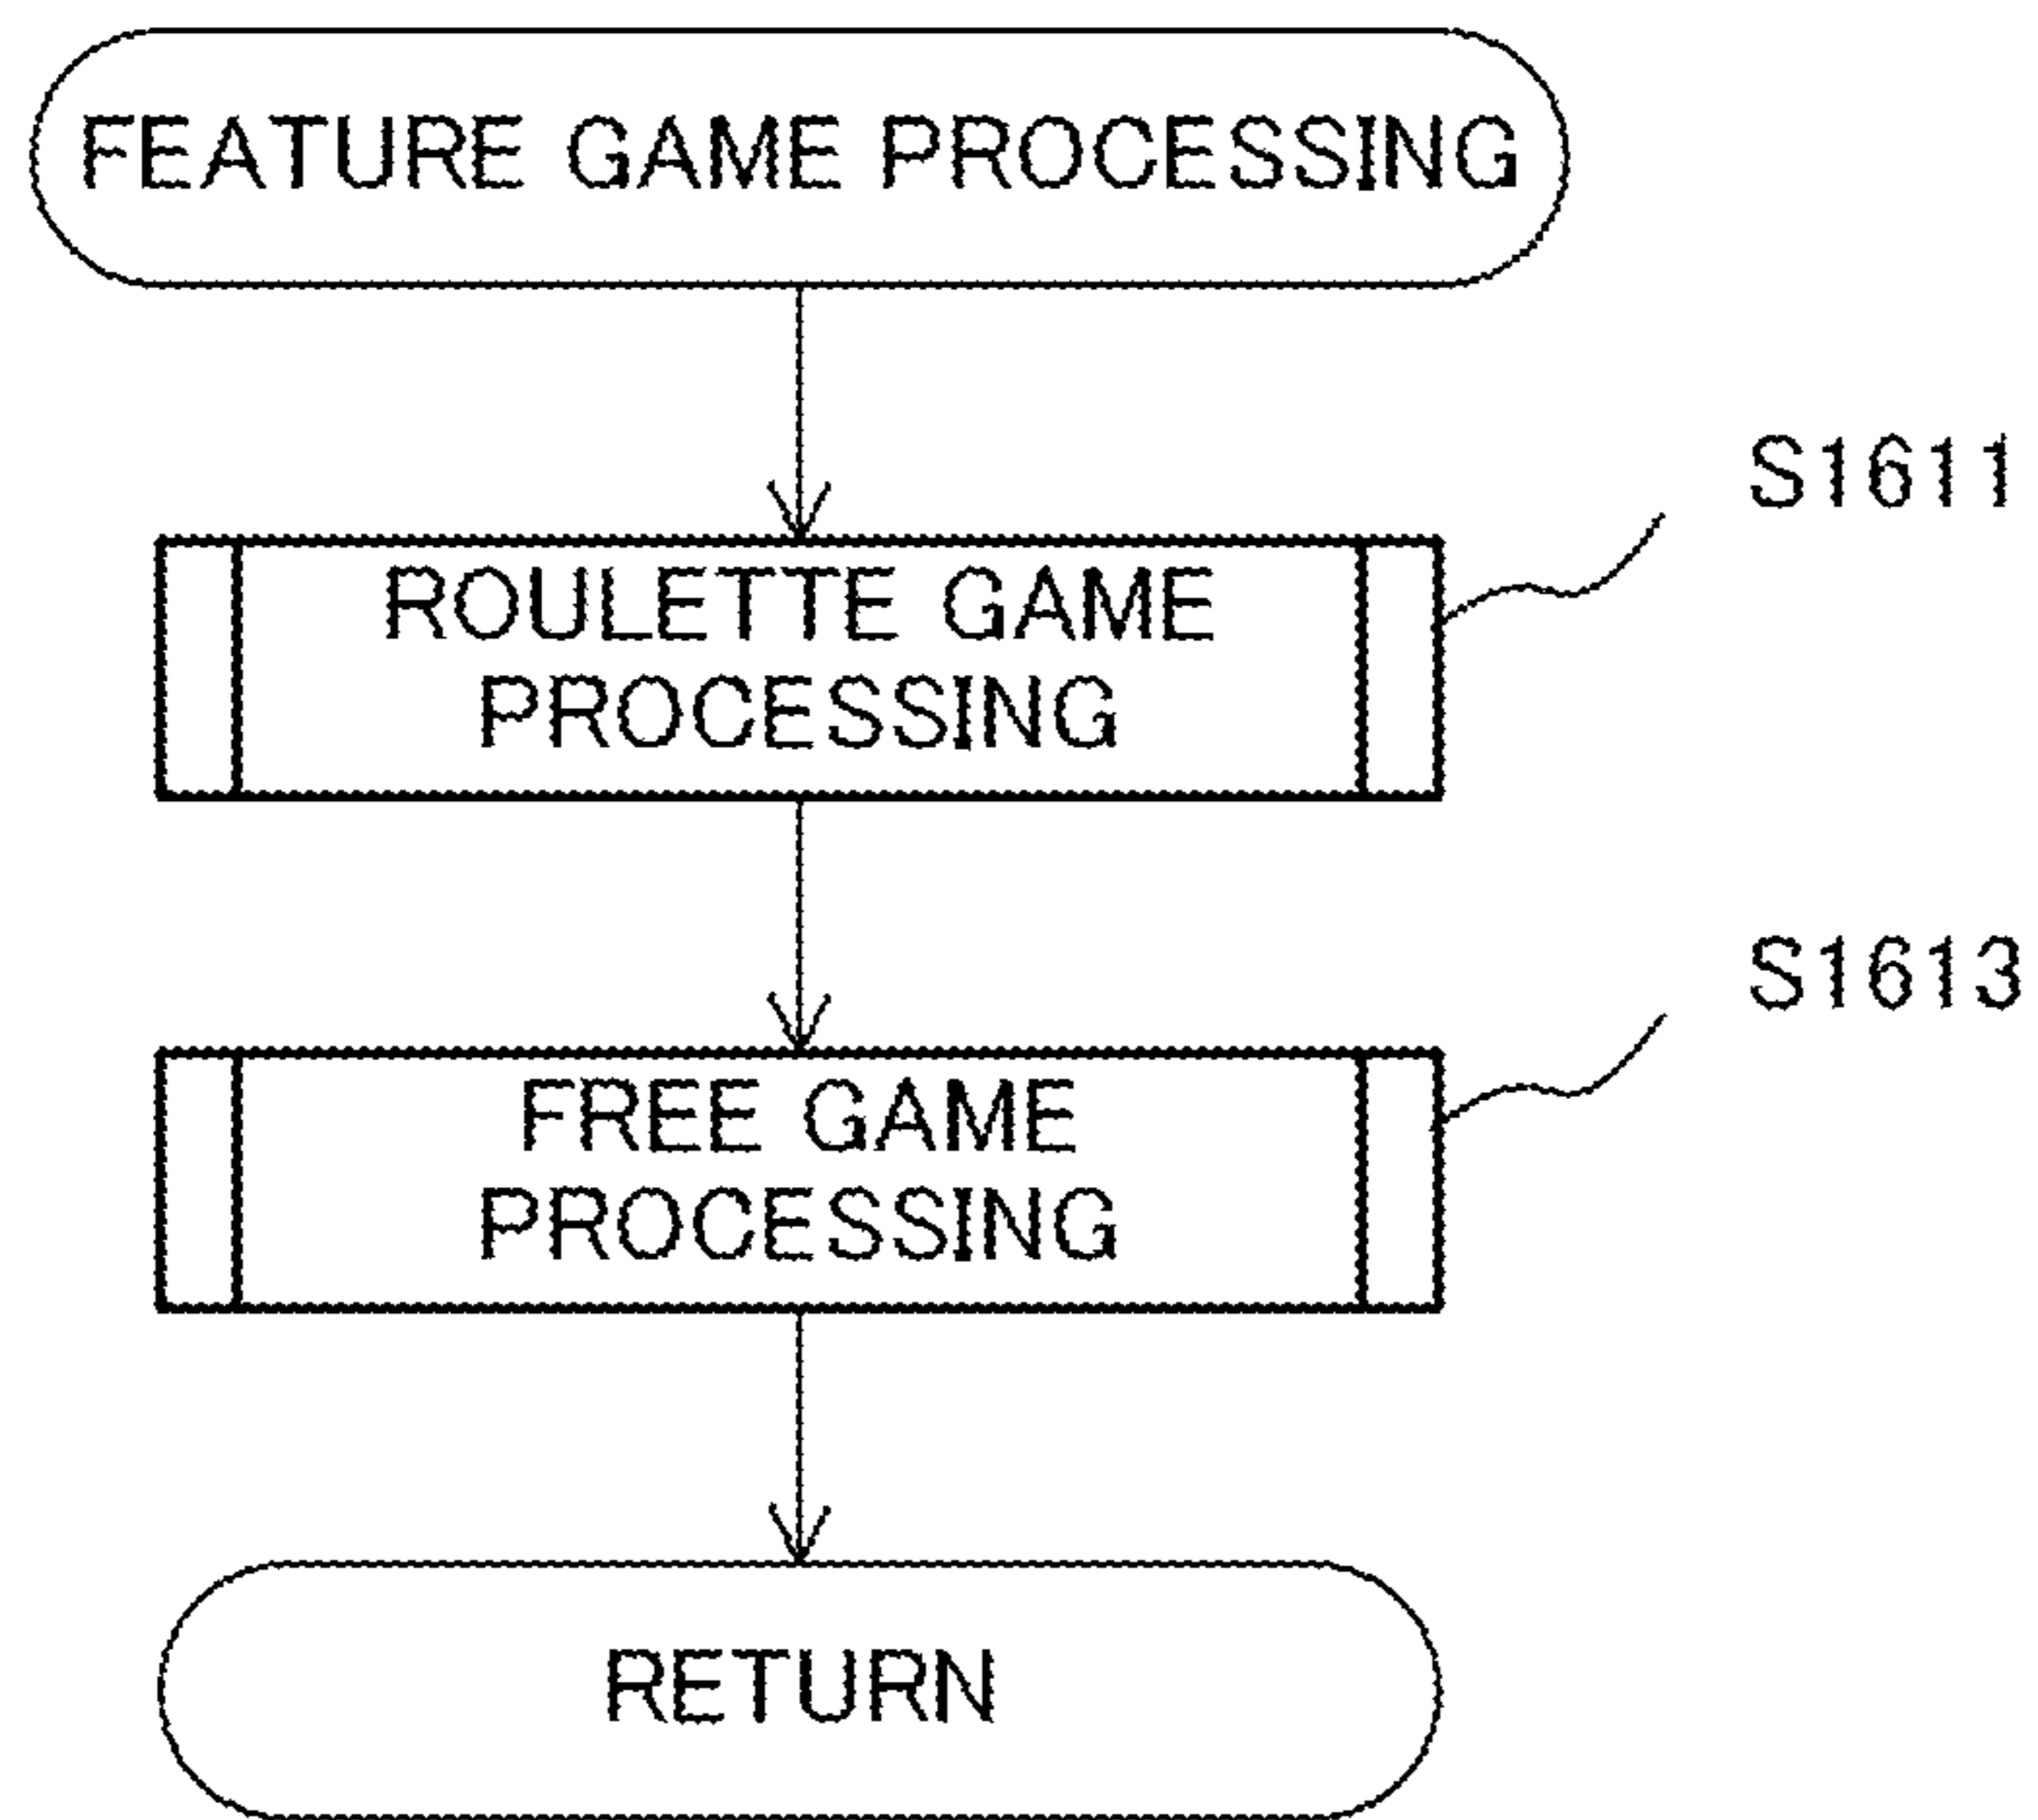 FEATURE GAME PROCESSING
S1611
ROULETTE GAME
PROCESSING
S1613
FREE GAME
PROCESSING
RETURN